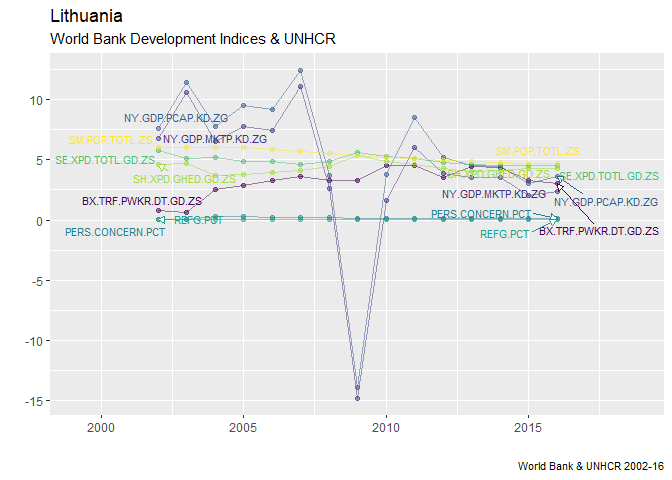 Lithuania
World Bank Development Indices & UNHCR
10
5
0
-5
-10
-15
NY.GDP.PCAP.KD.ZG
SM.POP.TOTL.ZS
NY.GDP.MKTP.KD.ZG
SE.XPD.TOTL.GD.ZS
SH.XPD.GHED.GD.ZS
BX.TRF.PWKR.DT.GD.ZS
REFG.PCT
PERS.CONCERN.PCT
SM.POP.TOTL.ZS
SH.XPD.GHED.GD.ZS
SE.XPD.TOTL.GD.ZS
NY.GDP.MKTP.KD.ZG
NY.GDP.PCAP.KD.ZG
PERS.CONCERN.PCT
REFG.PCT
BX.TRF.PWKR.DT.GD.ZS
2000
2005
2010
2015
World Bank & UNHCR 2002-16